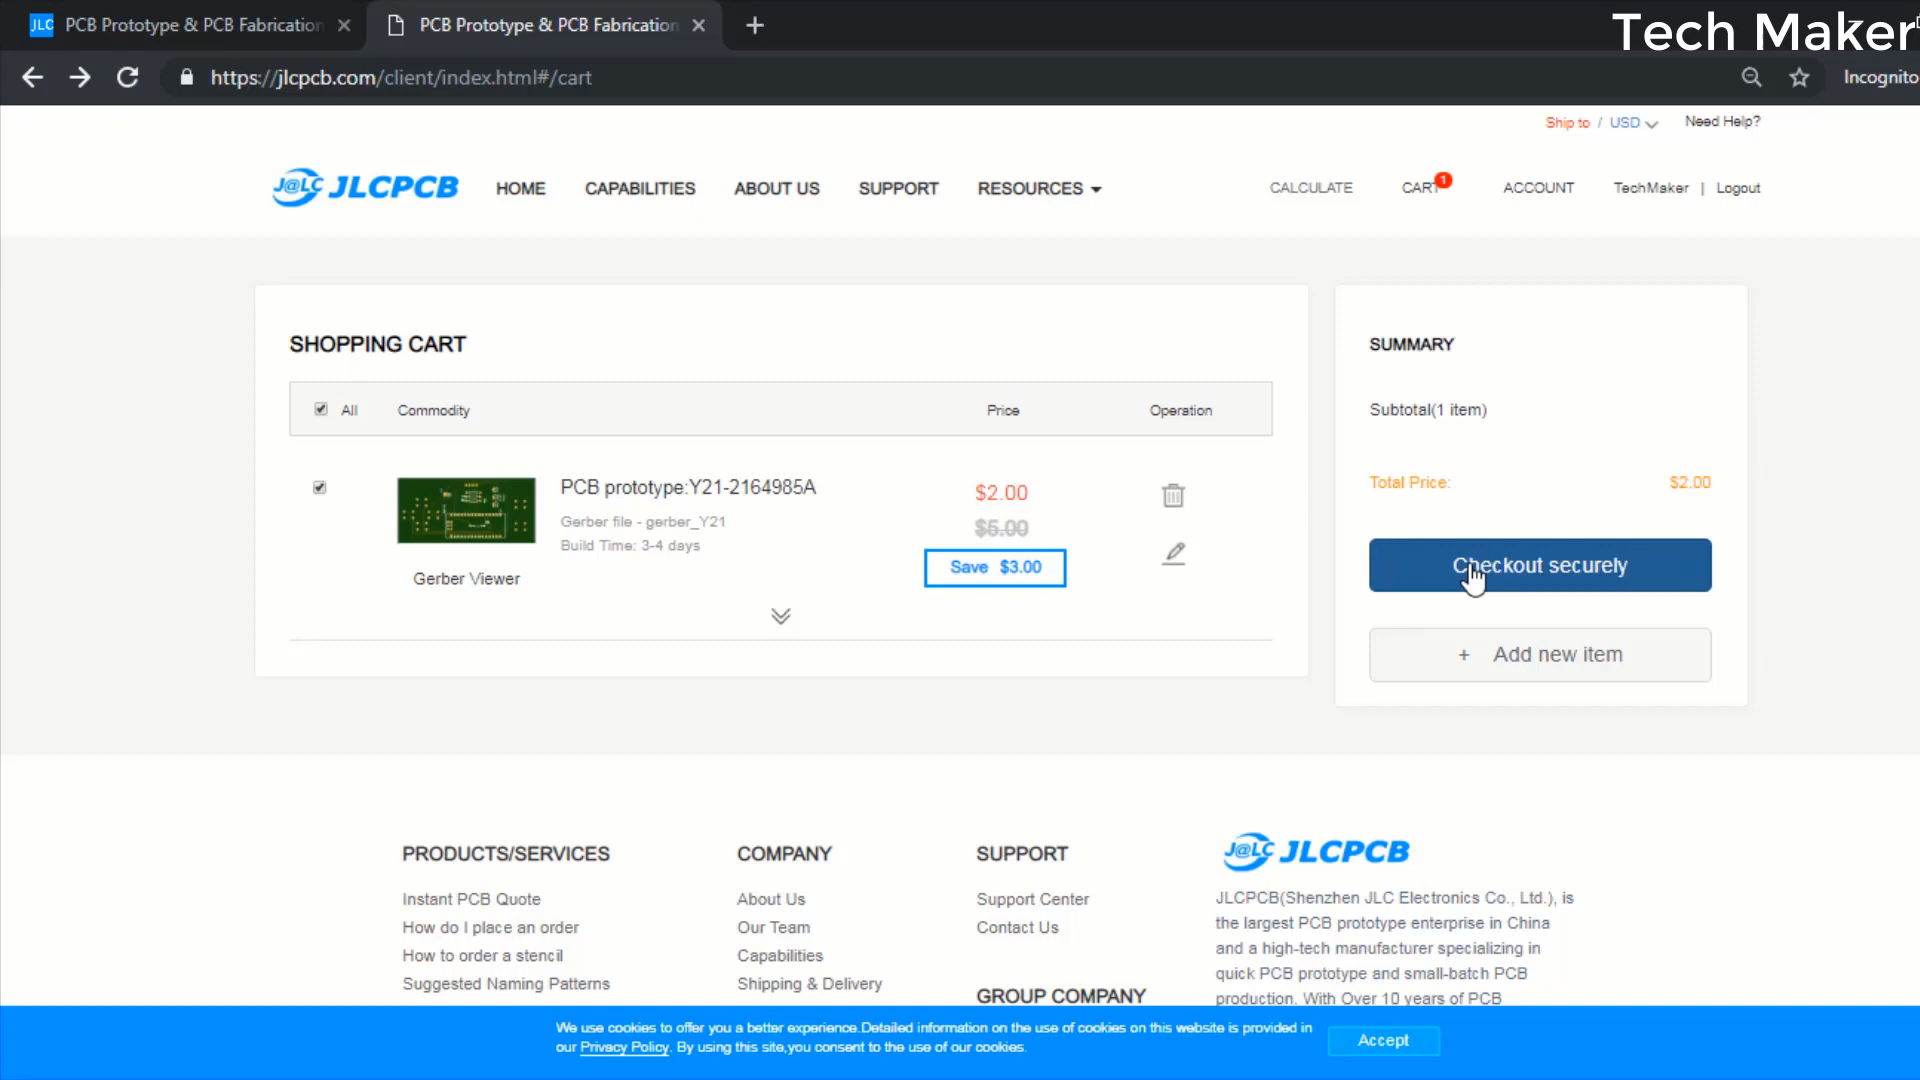 JLC PCB Prototype & PCB Fabrication
PCB Prototype & PCB Fabrication
Tech Maker
https://jlcpcb.com/client/index.html#/cart
Incognito
Ship to / USD
Need Help?
J@LC JLCPCB
HOME
CAPABILITIES
ABOUT US
SUPPORT
RESOURCES
CALCULATE
CART 1
ACCOUNT
TechMaker | Logout
SHOPPING CART
All
Commodity
Price
Operation
PCB prototype:Y21-2164985A
Gerber file - gerber_Y21
Build Time: 3-4 days
Gerber Viewer
$2.00
$5.00
Save $3.00
SUMMARY
Subtotal(1 item)
Total Price: $2.00
Checkout securely
+ Add new item
PRODUCTS/SERVICES
Instant PCB Quote
How do I place an order
How to order a stencil
Suggested Naming Patterns
COMPANY
About Us
Our Team
Capabilities
Shipping & Delivery
SUPPORT
Support Center
Contact Us
GROUP COMPANY
J@LC JLCPCB
JLCPCB(Shenzhen JLC Electronics Co., Ltd.), is
the largest PCB prototype enterprise in China
and a high-tech manufacturer specializing in
quick PCB prototype and small-batch PCB
production. With Over 10 years of PCB
We use cookies to offer you a better experience.Detailed information on the use of cookies on this website is provided in
our Privacy Policy. By using this site,you consent to the use of our cookies.
Accept